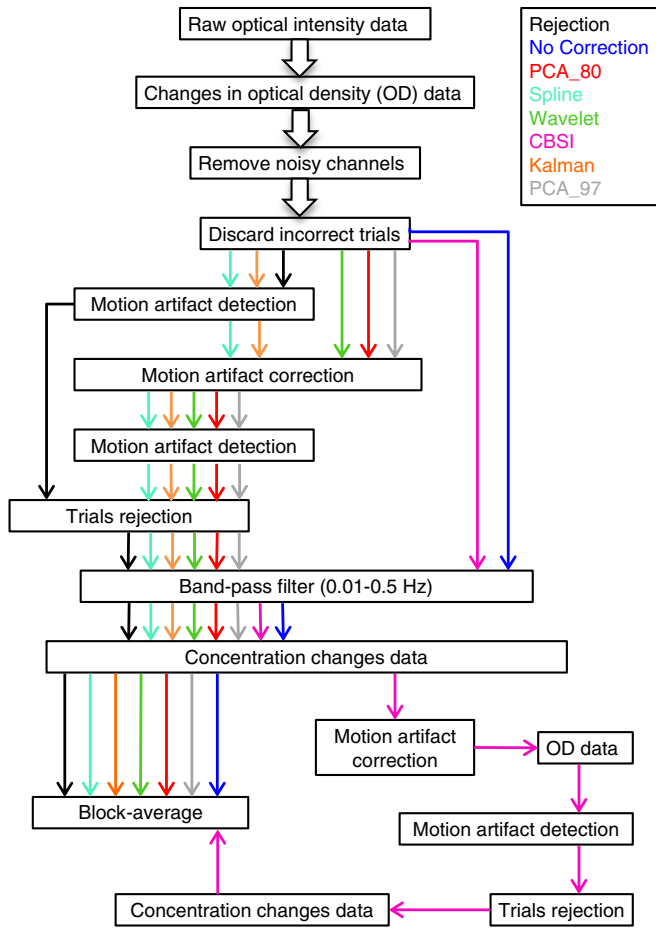 Raw optical intensity data
Changes in optical density (OD) data
Remove noisy channels
Discard incorrect trials
Motion artifact detection
Motion artifact correction
Motion artifact detection
Trials rejection
Band-pass filter (0.01-0.5 Hz)
Concentration changes data
Motion artifact
correction
OD data
Block-average
Motion artifact detection
Concentration changes data
Trials rejection
Rejection
No Correction
PCA_80
Spline
Wavelet
CBSI
Kalman
PCA_97